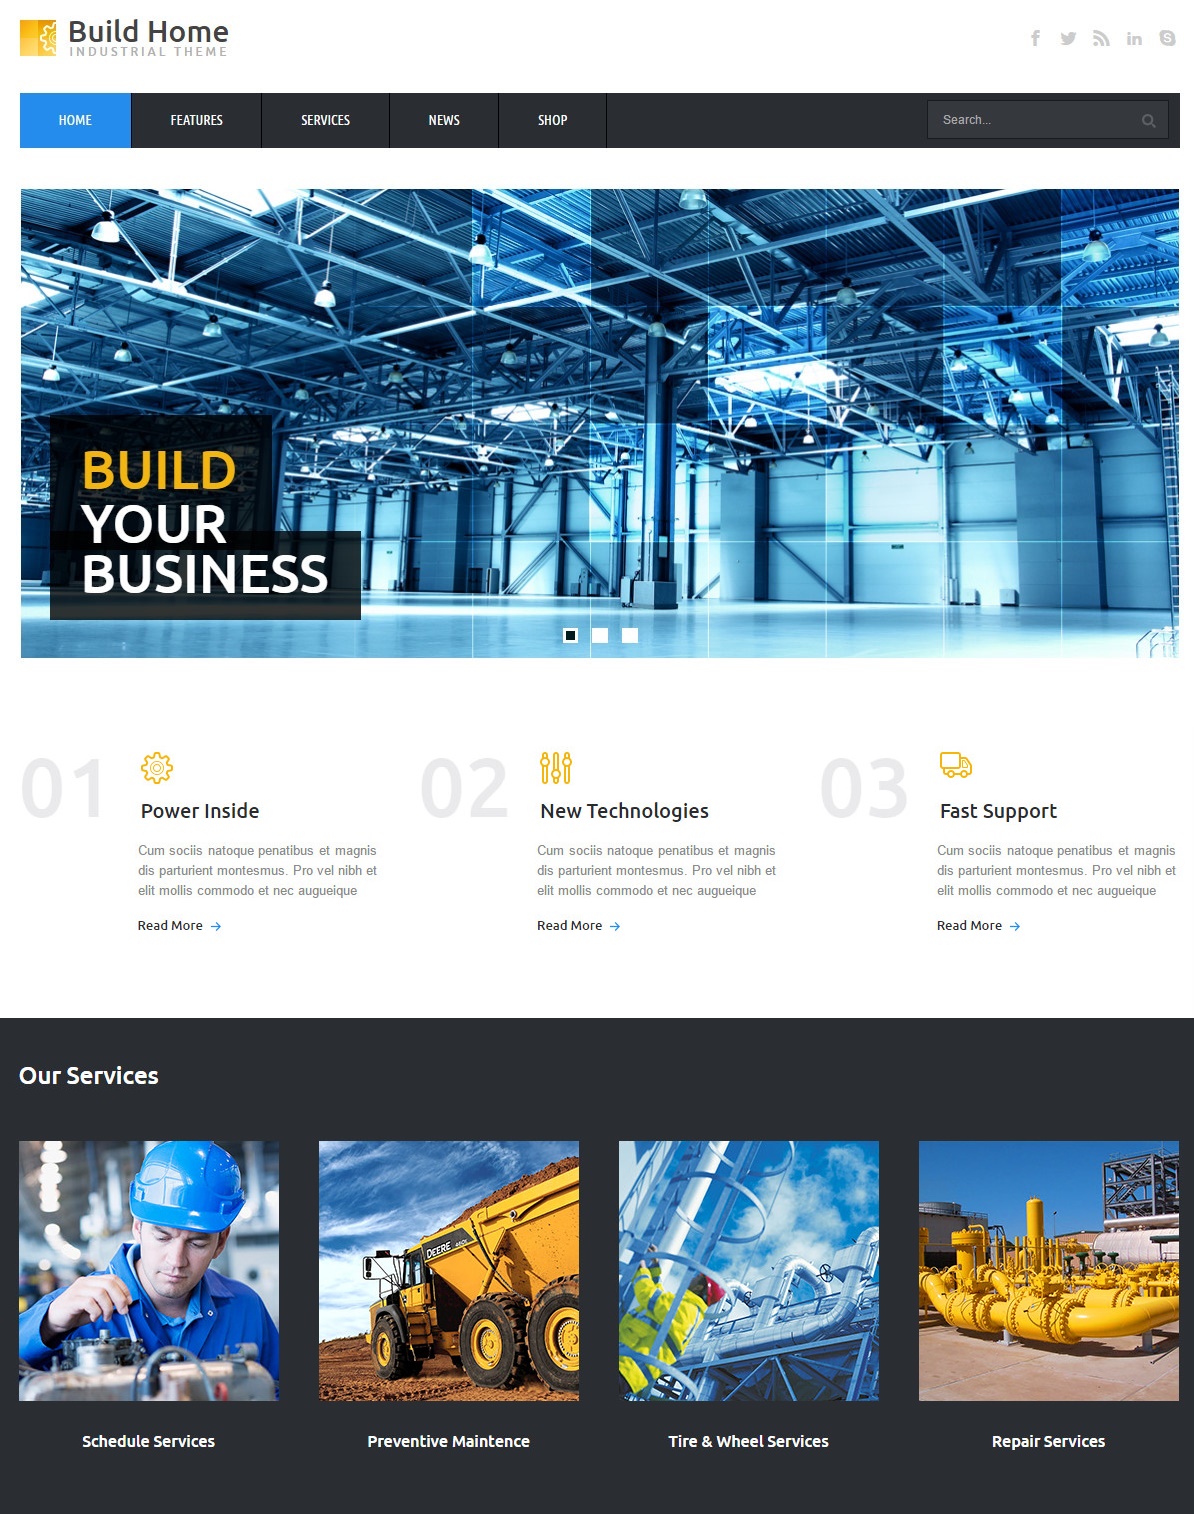 Build Home
INDUSTRIAL THEME
HOME
FEATURES
SERVICES
NEWS
SHOP
Search...
BUILD
YOUR
BUSINESS
01
Power Inside
Cum sociis natoque penatibus et magnis
dis parturient montesmus. Pro vel nibh et
elit mollis commodo et nec augueique
Read More
02
New Technologies
Cum sociis natoque penatibus et magnis
dis parturient montesmus. Pro vel nibh et
elit mollis commodo et nec augueique
Read More
03
Fast Support
Cum sociis natoque penatibus et magnis
dis parturient montesmus. Pro vel nibh et
elit mollis commodo et nec augueique
Read More
Our Services
DEERE
Schedule Services
Preventive Maintence
Tire & Wheel Services
Repair Services